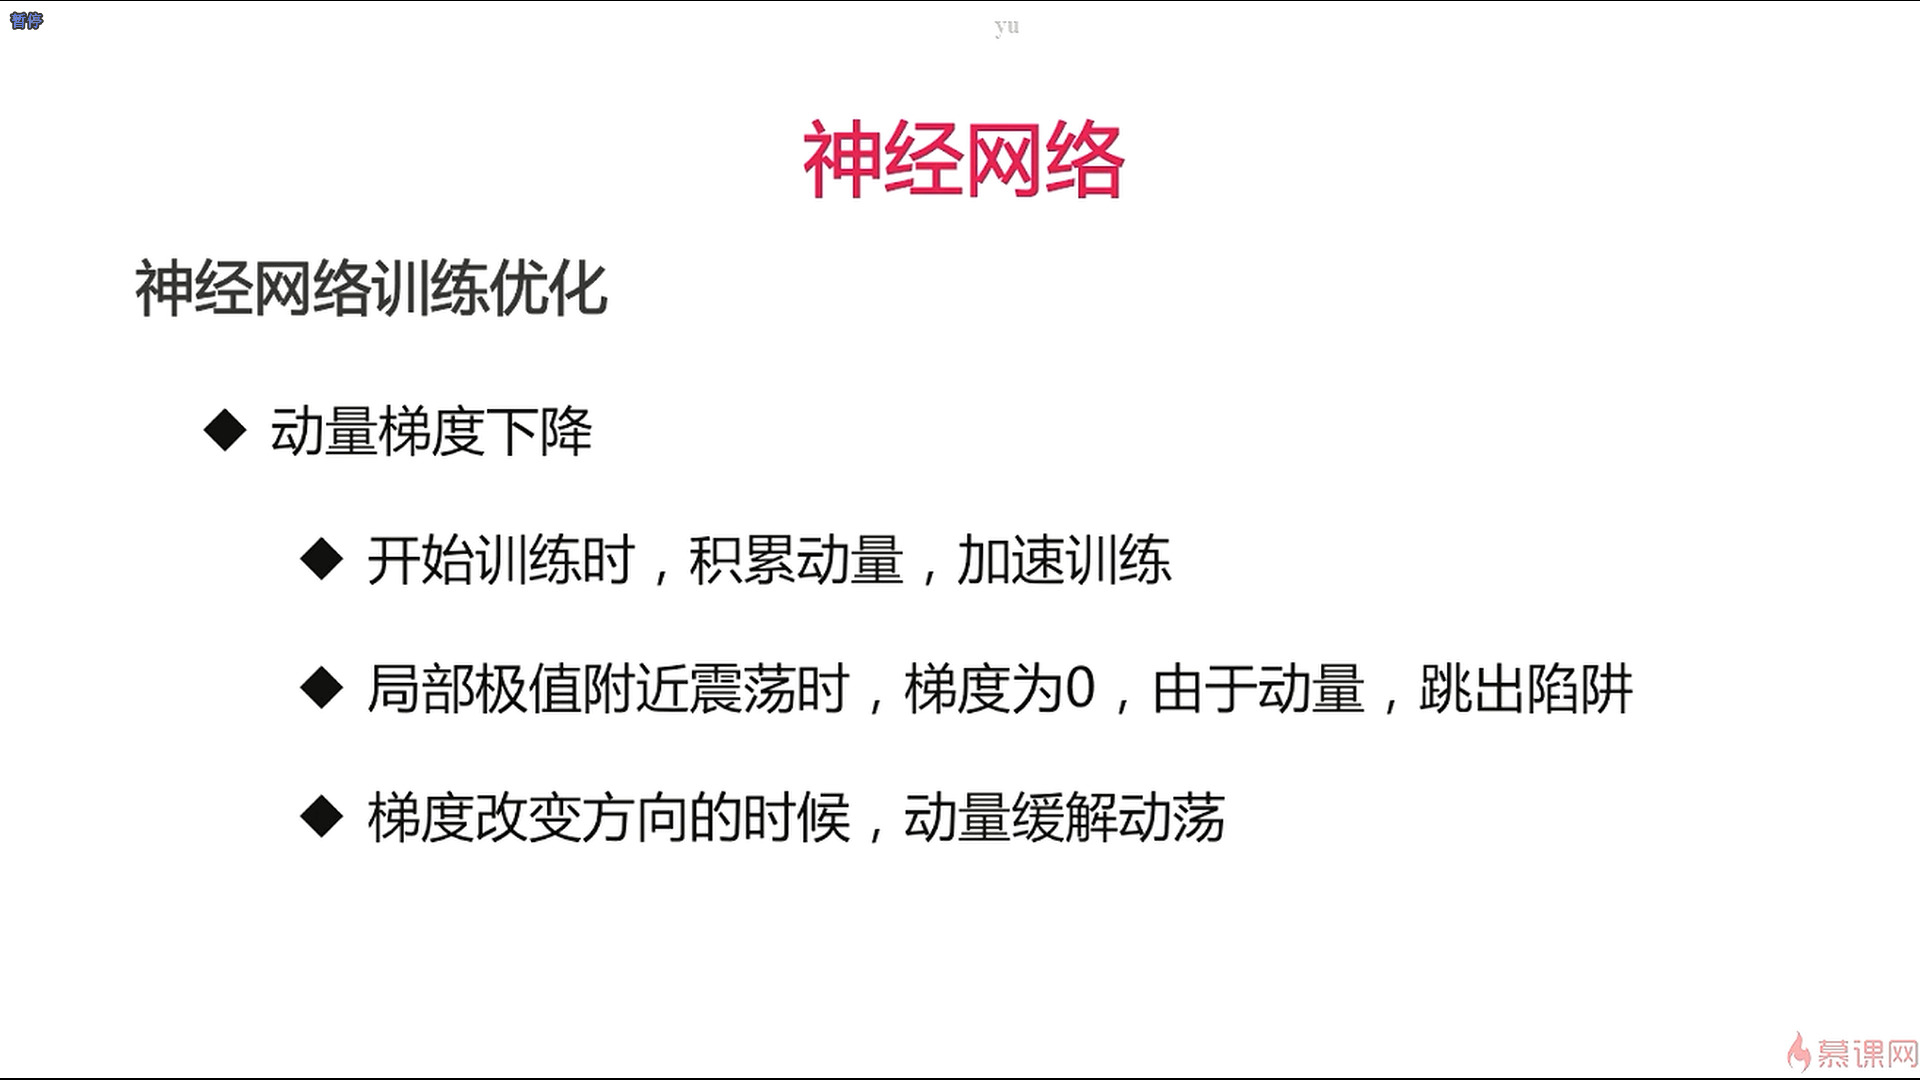 暂停
yu
神经网络
神经网络训练优化
◆ 动量梯度下降
◆ 开始训练时，积累动量，加速训练
◆ 局部极值附近震荡时，梯度为0，由于动量，跳出陷阱
◆ 梯度改变方向的时候，动量缓解动荡
慕课网